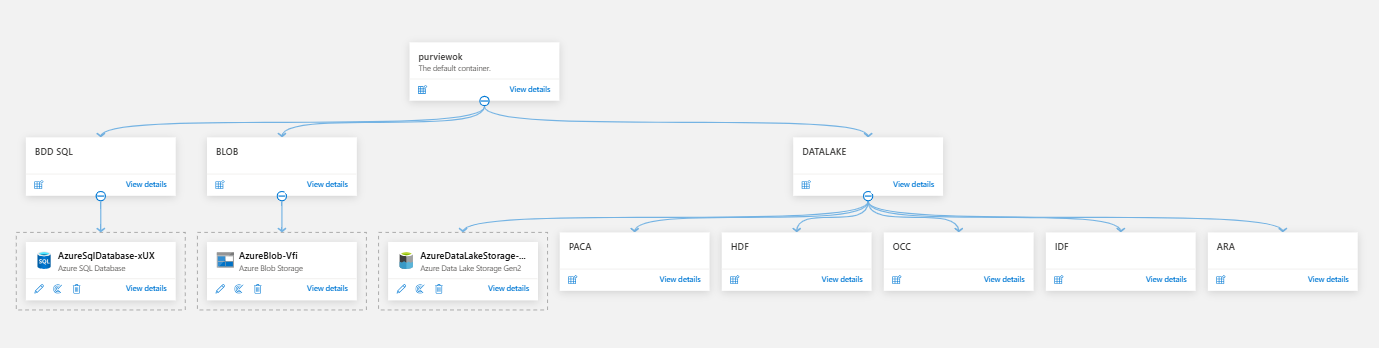 purviewok
The default container.
View details
BDD SQL
View details
BLOB
View details
DATALAKE
View details
SQL
AzureSqlDatabase-xUX
Azure SQL Database
View details
AzureBlob-Vfi
Azure Blob Storage
View details
AzureDataLakeStorage-...
Azure Data Lake Storage Gen2
View details
PACA
View details
HDF
View details
OCC
View details
IDF
View details
ARA
View details